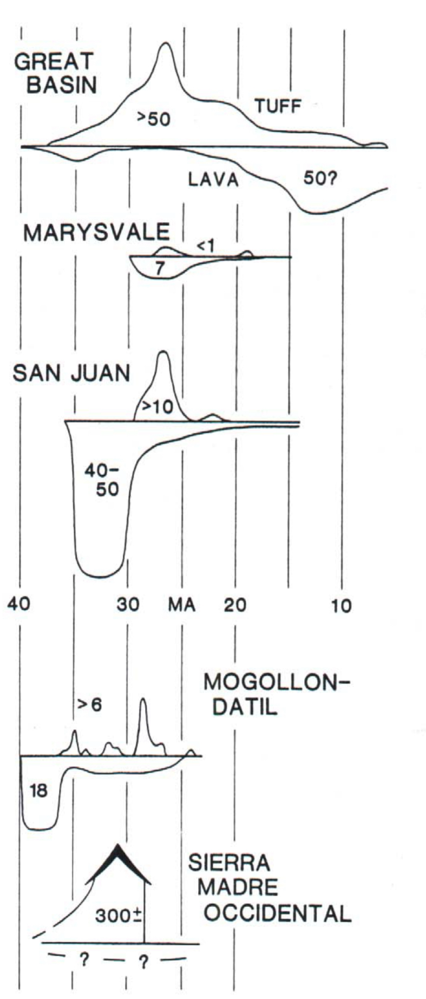 GREAT
BASIN
TUFF
>50
LAVA
50?
MARYSVALE
<1
7
SAN JUAN
>10
40-
50
40 30 MA 20 10
MOGOLLON-
DATIL
>6
18
SIERRA
MADRE
OCCIDENTAL
300±
? ?